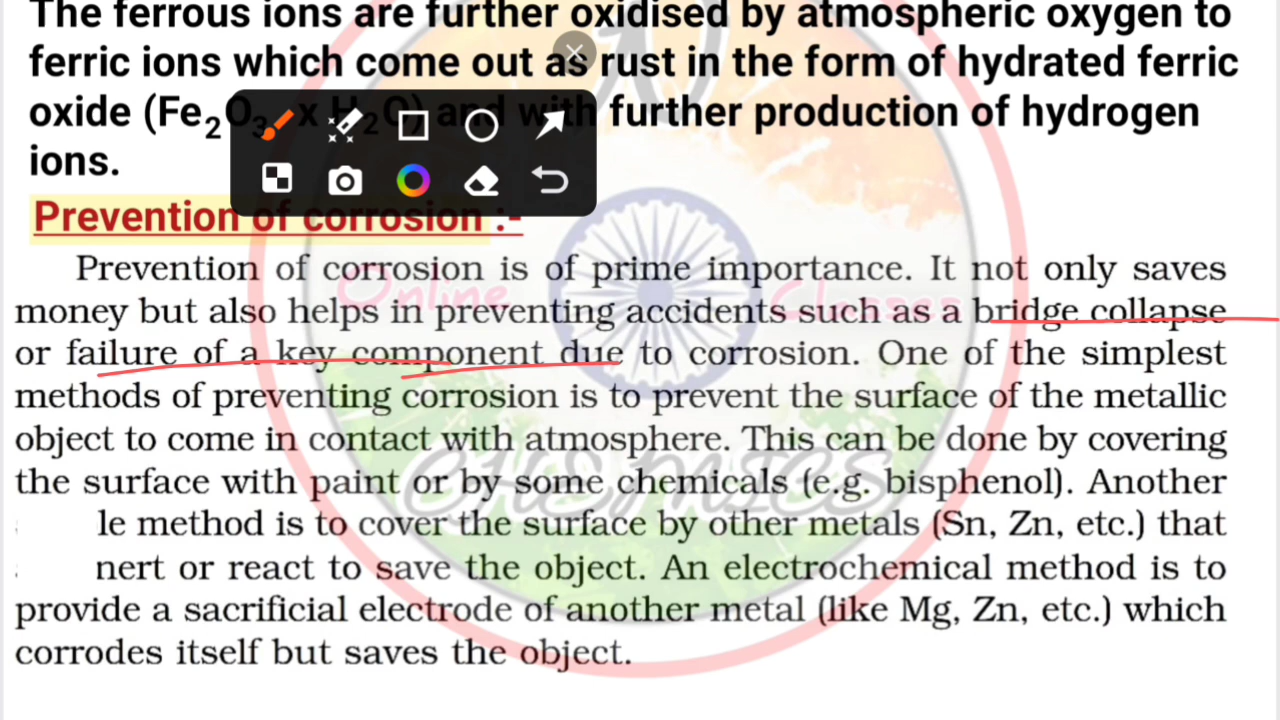 The ferrous ions are further oxidised by atmospheric oxygen to
ferric ions which come out as rust in the form of hydrated ferric
oxide (Fe₂O₃. x H₂O) and with further production of hydrogen
ions.
Prevention of corrosion :-
Prevention of corrosion is of prime importance. It not only saves
money but also helps in preventing accidents such as a bridge collapse
or failure of a key component due to corrosion. One of the simplest
methods of preventing corrosion is to prevent the surface of the metallic
object to come in contact with atmosphere. This can be done by covering
the surface with paint or by some chemicals (e.g. bisphenol). Another
le method is to cover the surface by other metals (Sn, Zn, etc.) that
nert or react to save the object. An electrochemical method is to
provide a sacrificial electrode of another metal (like Mg, Zn, etc.) which
corrodes itself but saves the object.
Online Classes
CHEMICS